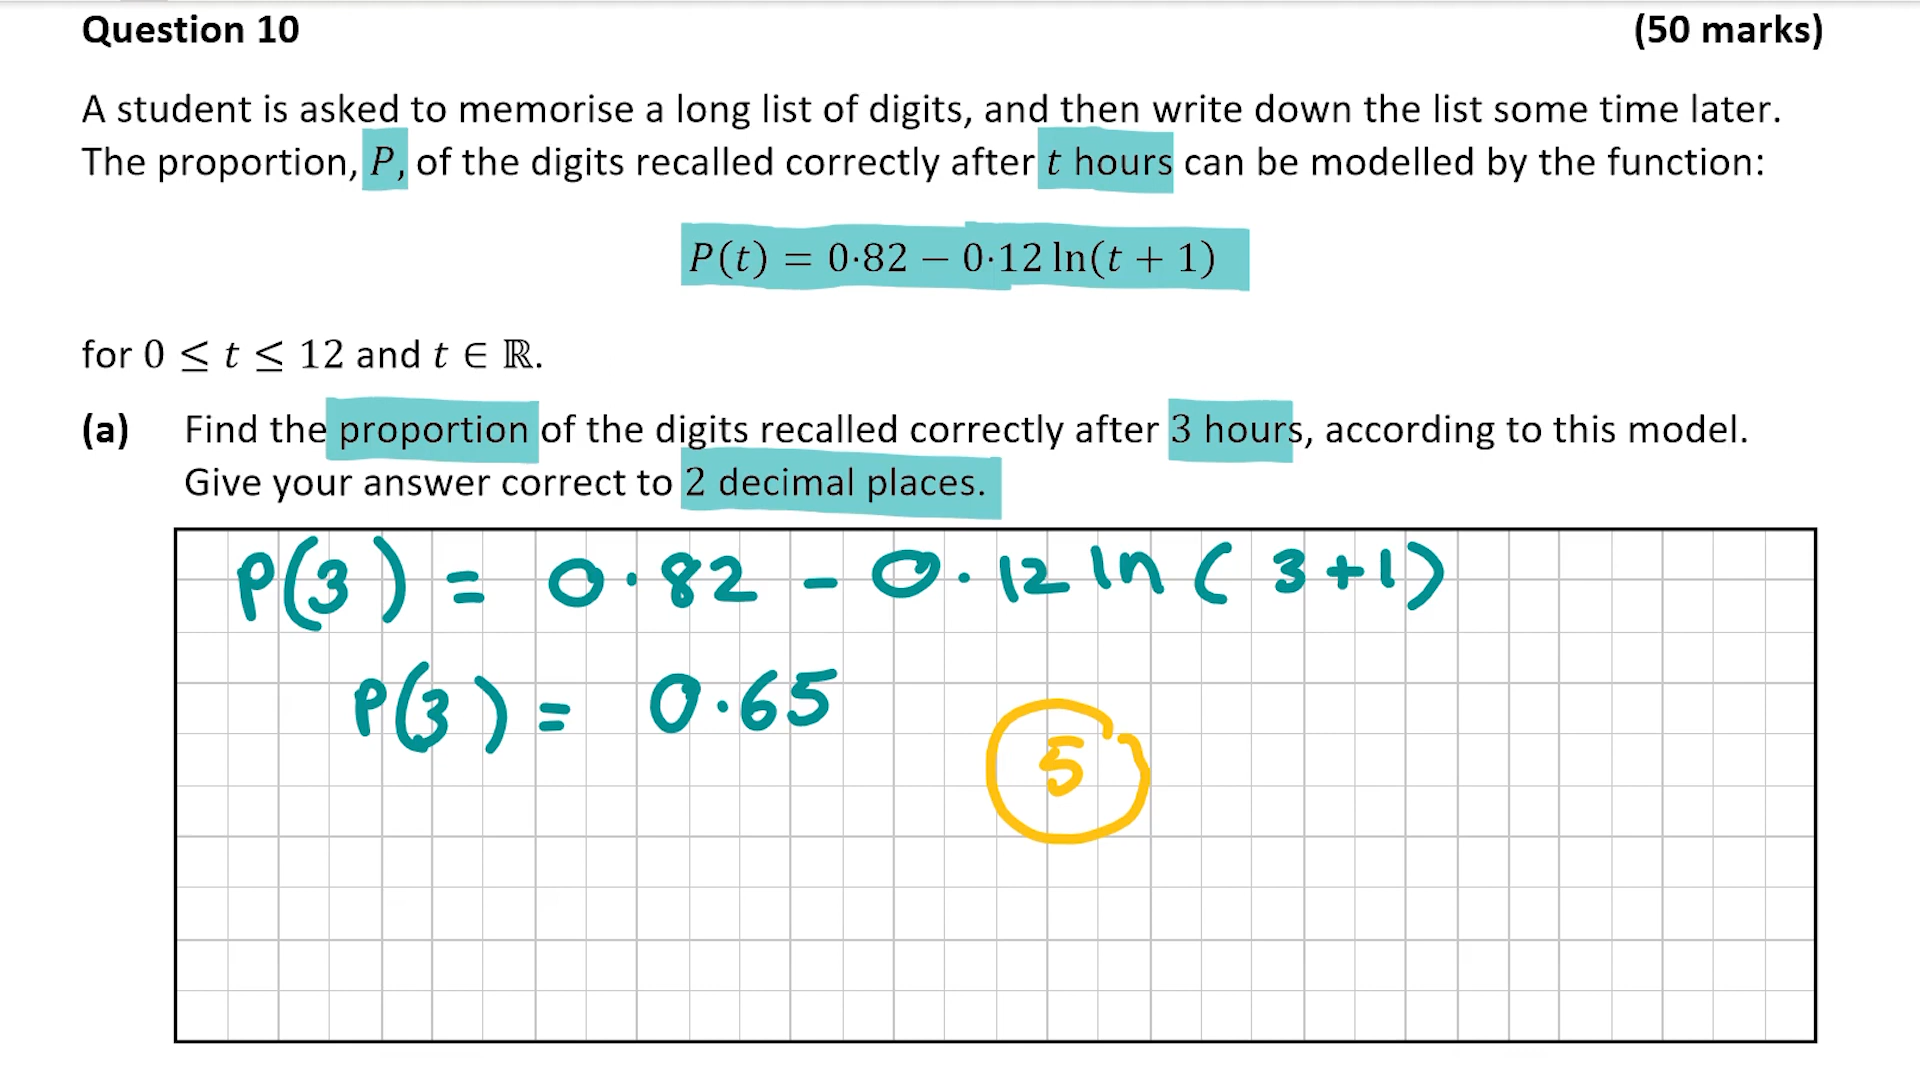 Question 10 (50 marks)
A student is asked to memorise a long list of digits, and then write down the list some time later.
The proportion, P, of the digits recalled correctly after t hours can be modelled by the function:
P(t) = 0·82 − 0·12 ln(t + 1)
for 0 ≤ t ≤ 12 and t ∈ ℝ.
(a) Find the proportion of the digits recalled correctly after 3 hours, according to this model.
Give your answer correct to 2 decimal places.
P(3) = 0·82 − 0·12 ln(3+1)
P(3) = 0·65
5